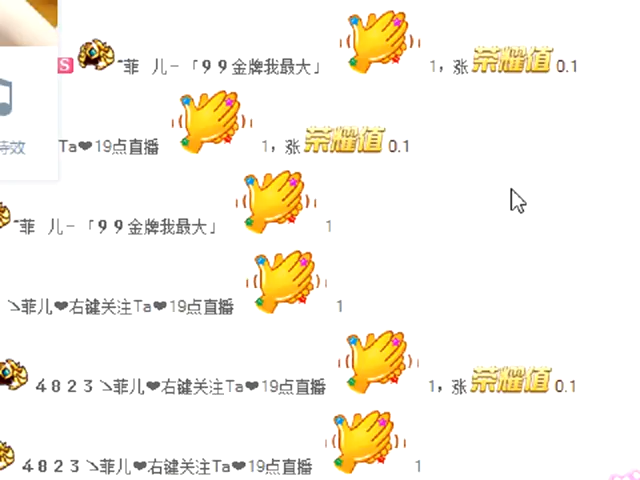 S ˜菲 儿–「９９金牌我最大」 1，涨 荣耀值 0.1
Ta❤19点直播 1，涨 荣耀值 0.1
特效
˜菲 儿–「９９金牌我最大」 1
↘菲儿❤右键关注Ta❤19点直播 1
４８２３↘菲儿❤右键关注Ta❤19点直播 1，涨 荣耀值 0.1
４８２３↘菲儿❤右键关注Ta❤19点直播 1